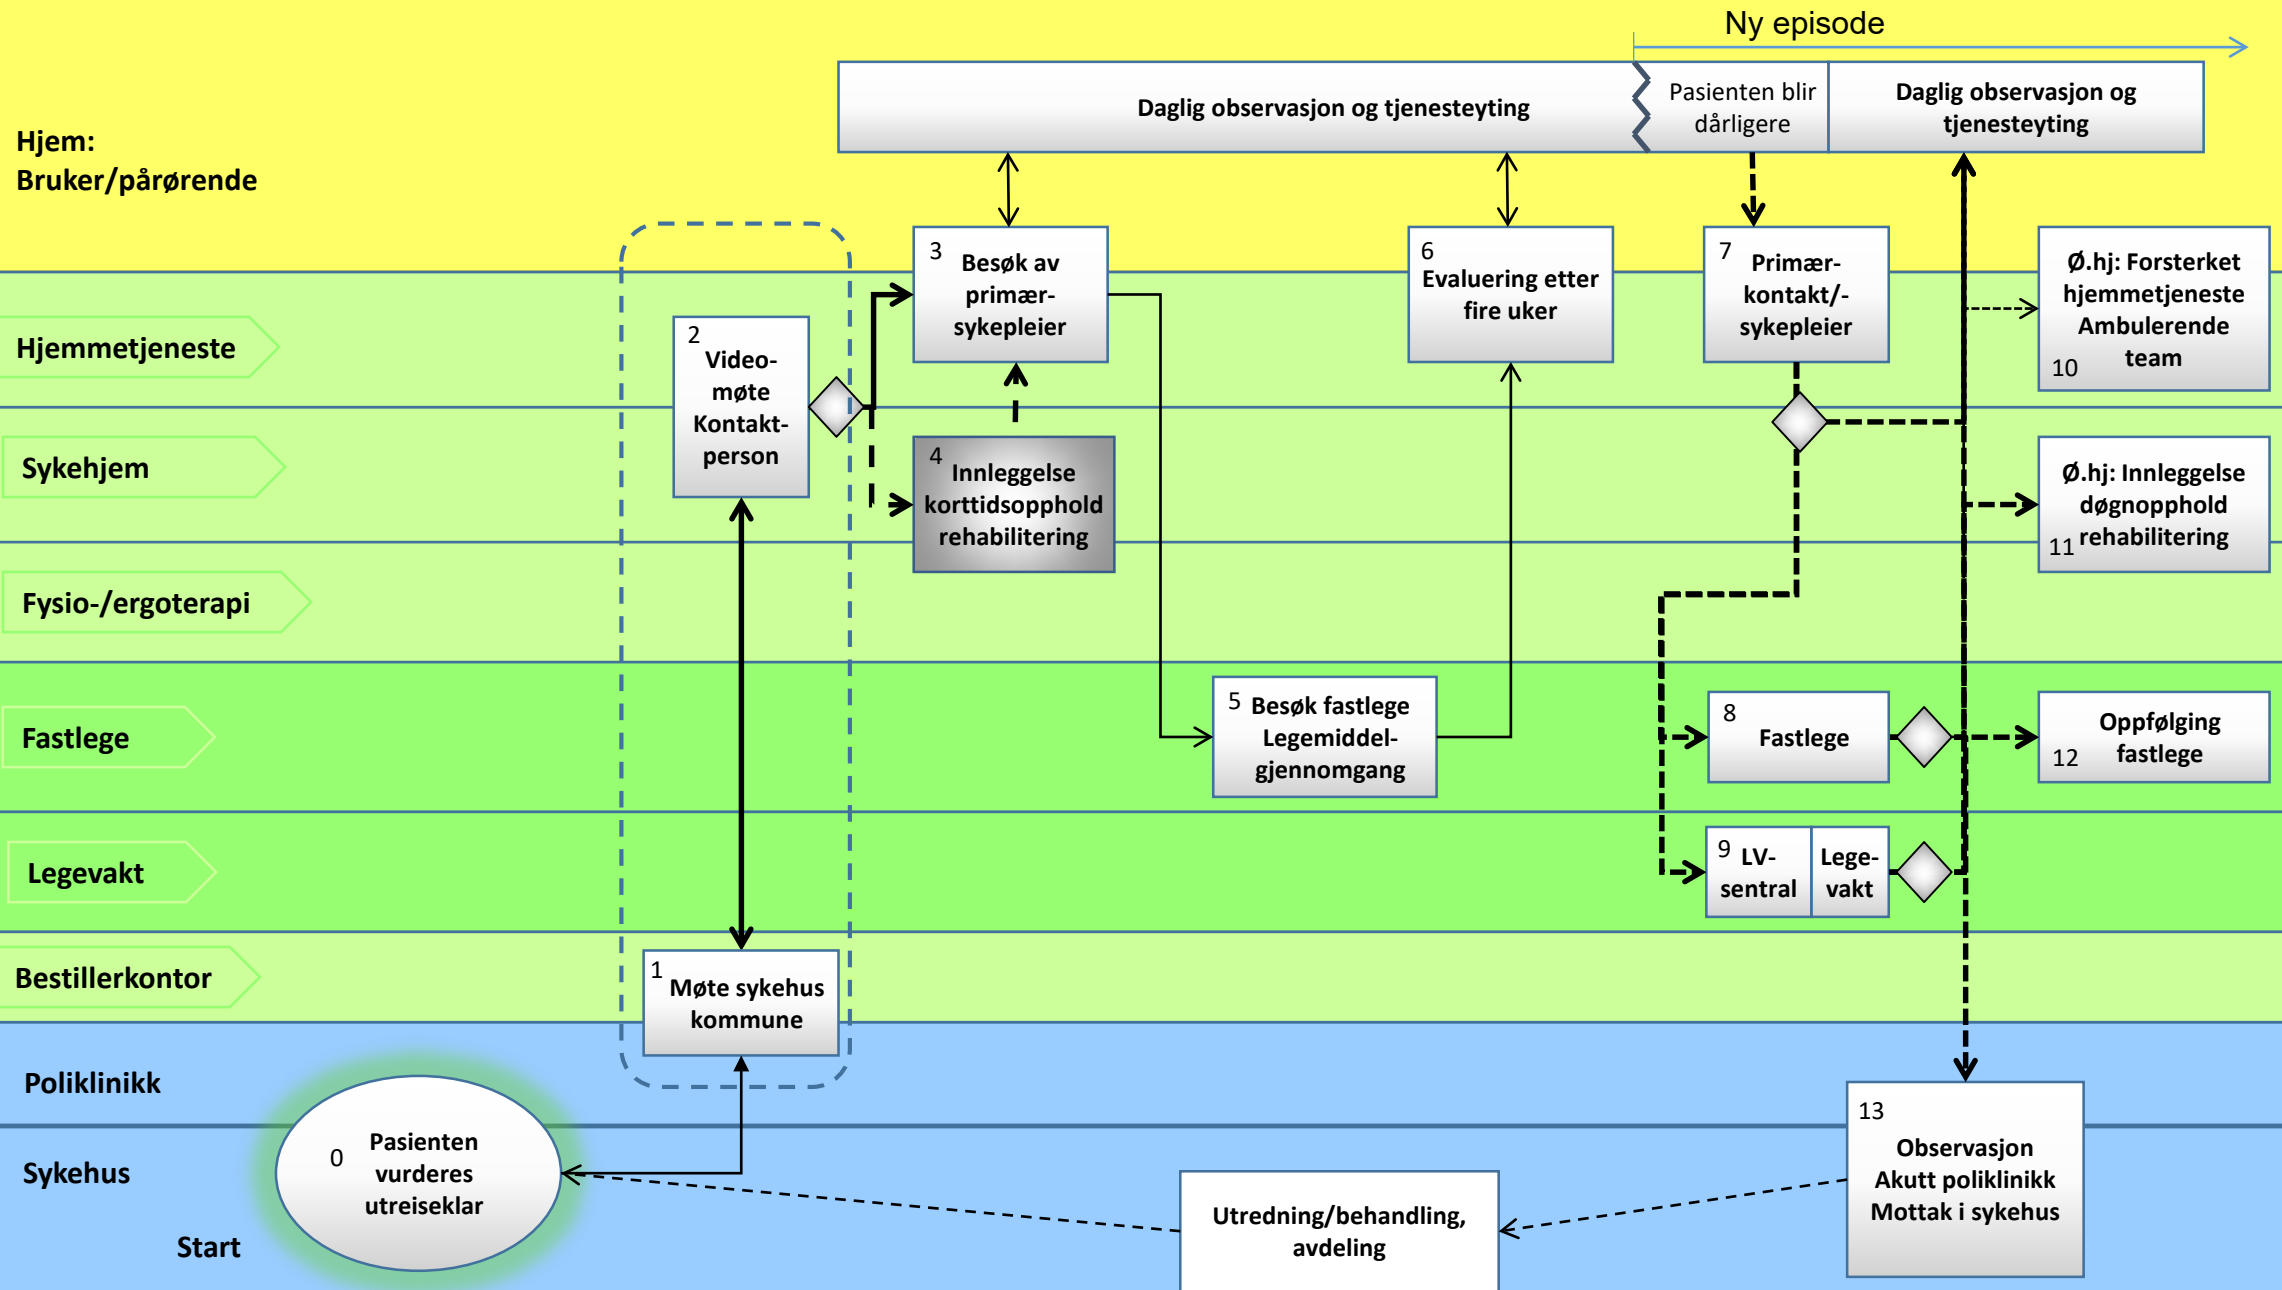 Ny episode
Daglig observasjon og tjenesteyting
Pasienten blir
dårligere
Daglig observasjon og
tjenesteyting
Hjem:
Bruker/pårørende
3
Besøk av
primær-
sykepleier
6
Evaluering etter
fire uker
7
Primær-
kontakt/-
sykepleier
Ø.hj: Forsterket
hjemmetjeneste
Ambulerende
team
10
Hjemmetjeneste
2
Video-
møte
Kontakt-
person
Sykehjem
4
Innleggelse
korttidsopphold
rehabilitering
Ø.hj: Innleggelse
døgnopphold
rehabilitering
11
Fysio-/ergoterapi
Fastlege
5
Besøk fastlege
Legemiddel-
gjennomgang
8
Fastlege
Oppfølging
fastlege
12
Legevakt
9
LV-
sentral
Lege-
vakt
Bestillerkontor
1
Møte sykehus
kommune
Poliklinikk
Sykehus
Start
0
Pasienten
vurderes
utreiseklar
Utredning/behandling,
avdeling
13
Observasjon
Akutt poliklinikk
Mottak i sykehus